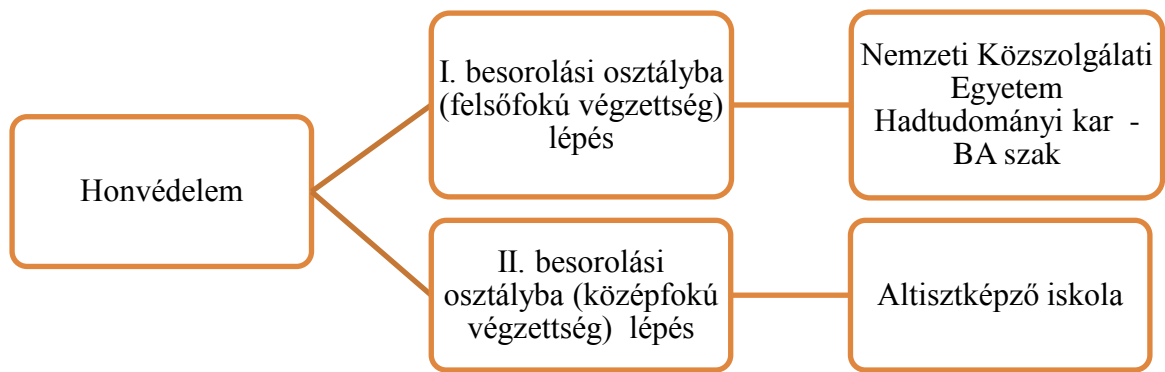 Honvédelem
I. besorolási osztályba
(felsőfokú végzettség)
lépés
Nemzeti Közszolgálati
Egyetem
Hadtudományi kar  -
BA szak
II. besorolási
osztályba (középfokú
végzettség)  lépés
Altisztképző iskola